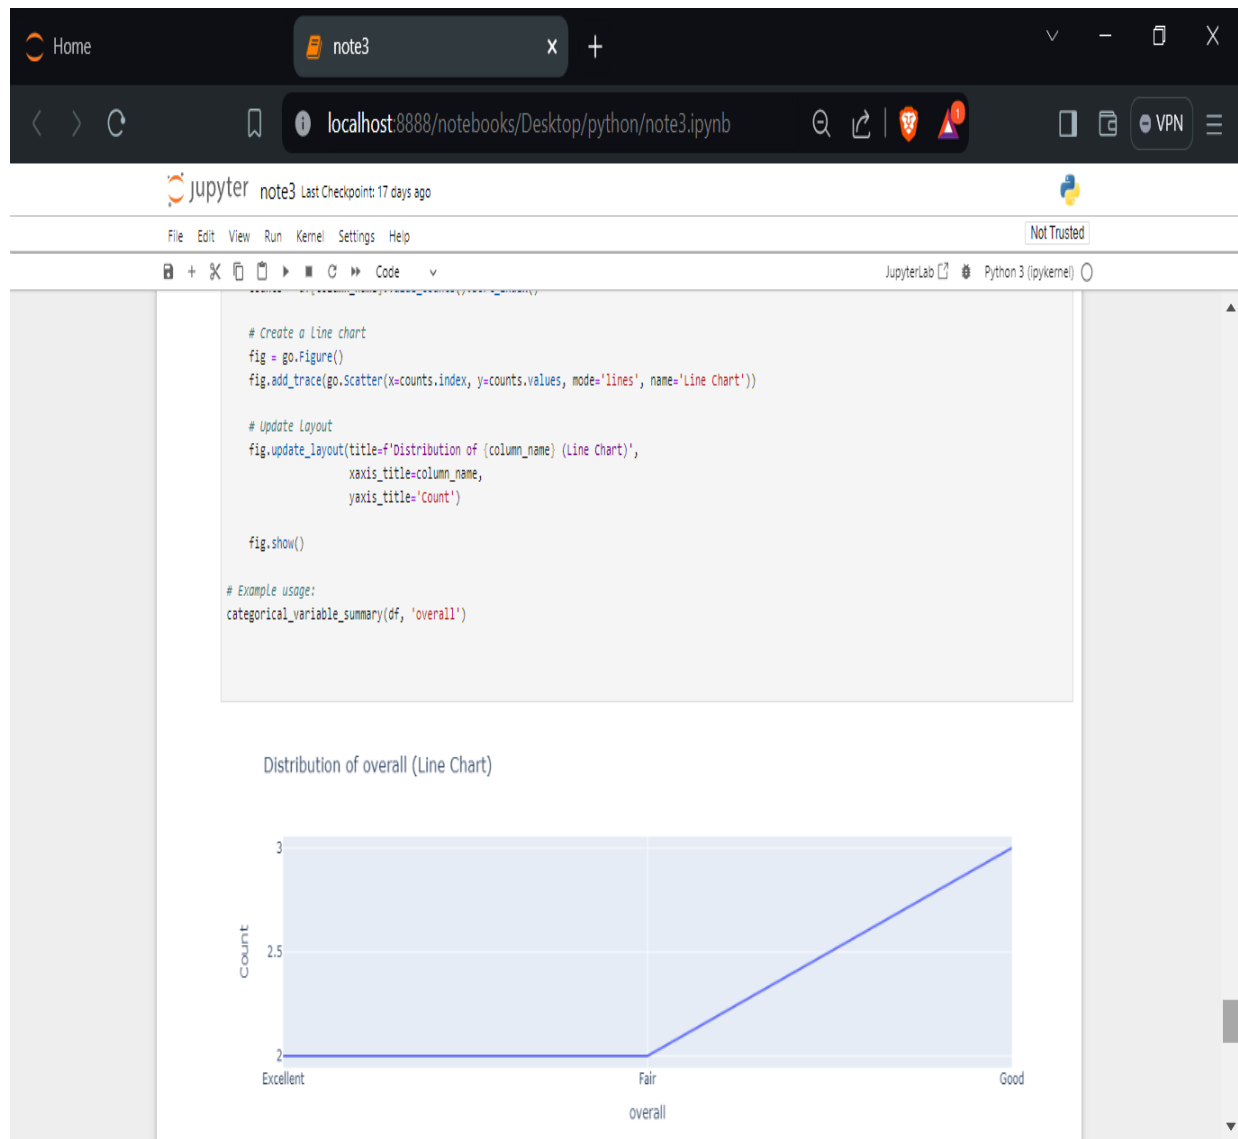 Home
note3
localhost:8888/notebooks/Desktop/python/note3.ipynb
1
VPN
jupyter note3 Last Checkpoint: 17 days ago
File Edit View Run Kernel Settings Help
Not Trusted
Code
JupyterLab
Python 3 (ipykernel)
# Create a line chart
fig = go.Figure()
fig.add_trace(go.Scatter(x=counts.index, y=counts.values, mode='lines', name='Line Chart'))
# Update layout
fig.update_layout(title=f'Distribution of {column_name} (Line Chart)',
xaxis_title=column_name,
yaxis_title='Count')
fig.show()
# Example usage:
categorical_variable_summary(df, 'overall')
Distribution of overall (Line Chart)
3
2.5
2
Count
Excellent Fair Good
overall